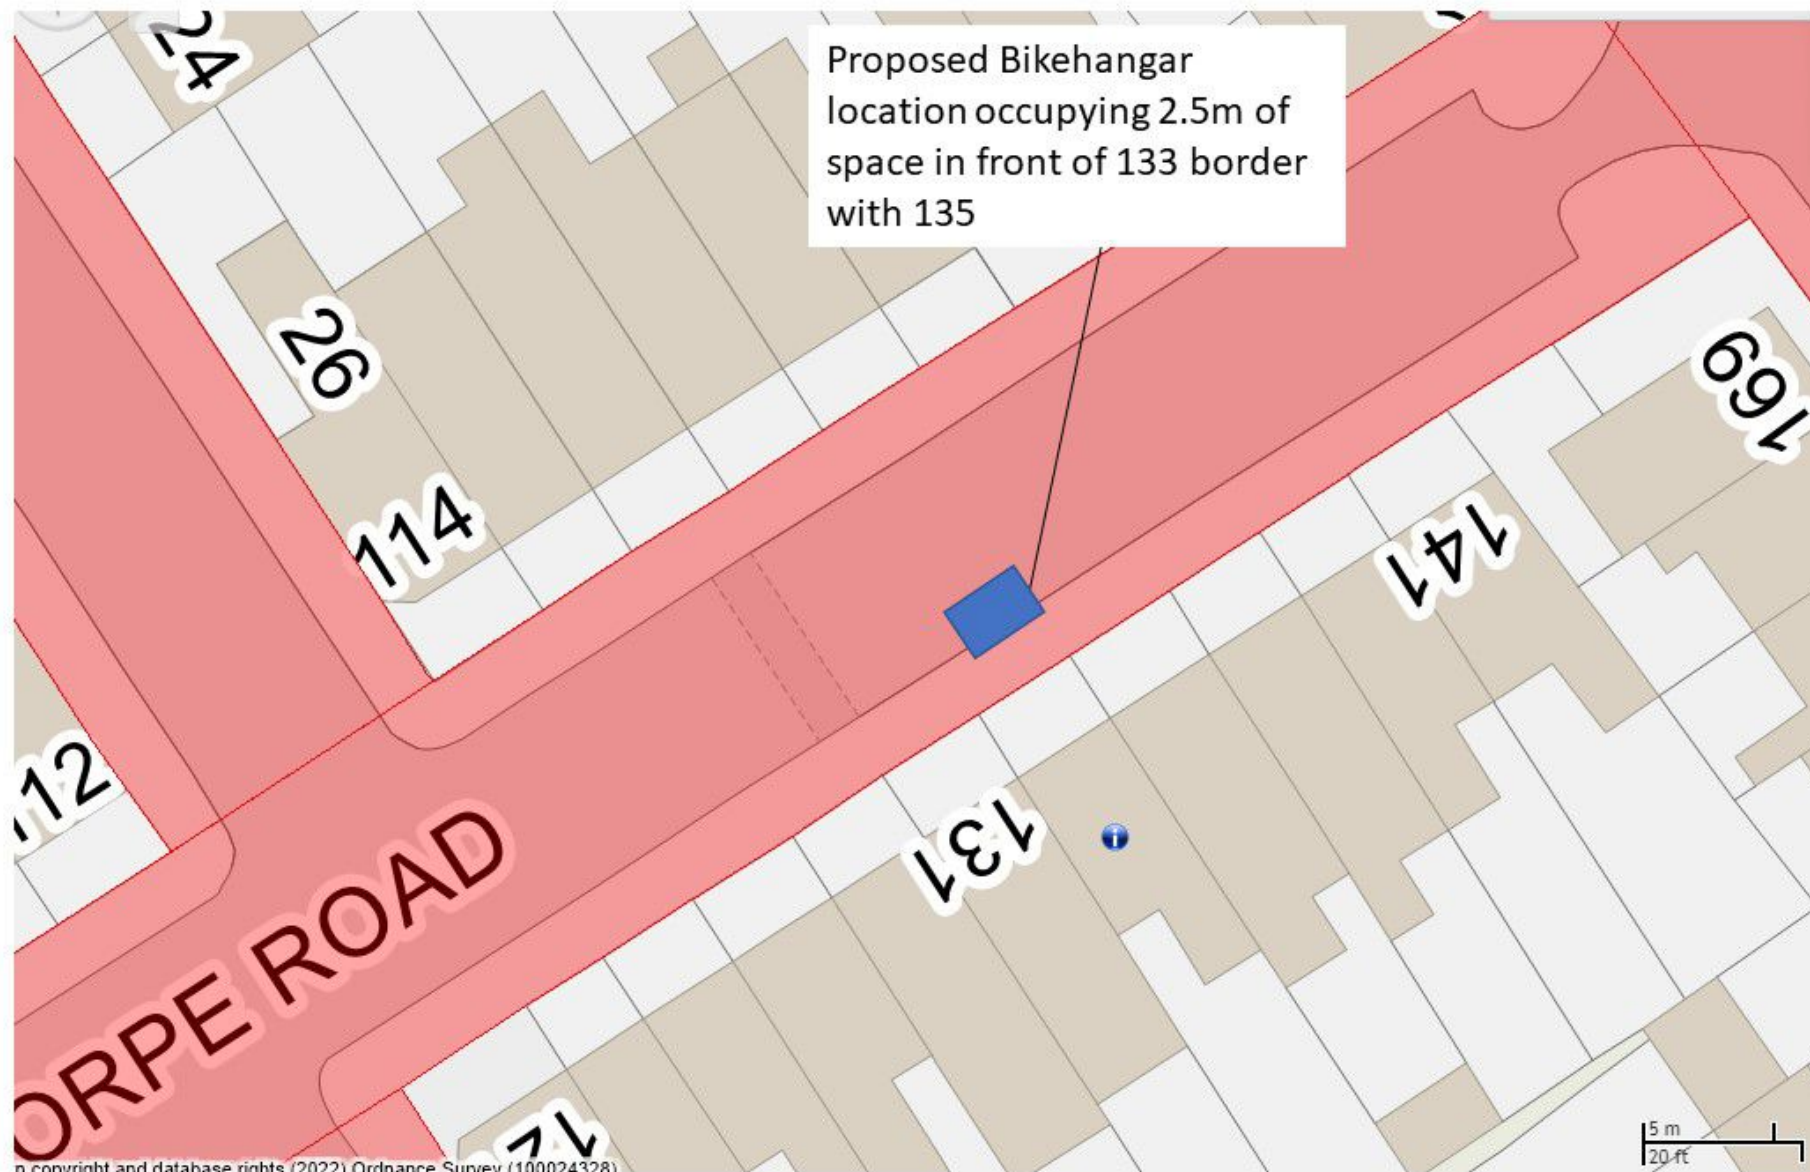 24
Proposed Bikehangar
location occupying 2.5m of
space in front of 133 border
with 135
26
169
114
141
112
131
ORPE ROAD
5 m
20 ft
copyright and database rights (2022) Ordnance Survey (100024328)